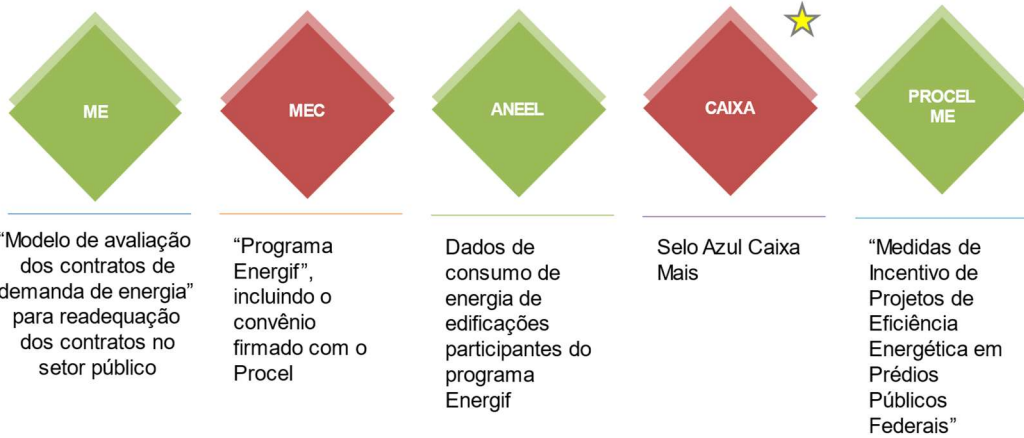 ME
"Modelo de avaliação
dos contratos de
demanda de energia"
para readequação
dos contratos no
setor público
MEC
"Programa
Energif",
incluindo o
convênio
firmado com o
Procel
ANEEL
Dados de
consumo de
energia de
edificações
participantes do
programa
Energif
CAIXA
Selo Azul Caixa
Mais
PROCEL
ME
"Medidas de
Incentivo de
Projetos de
Eficiência
Energética em
Prédios
Públicos
Federais"